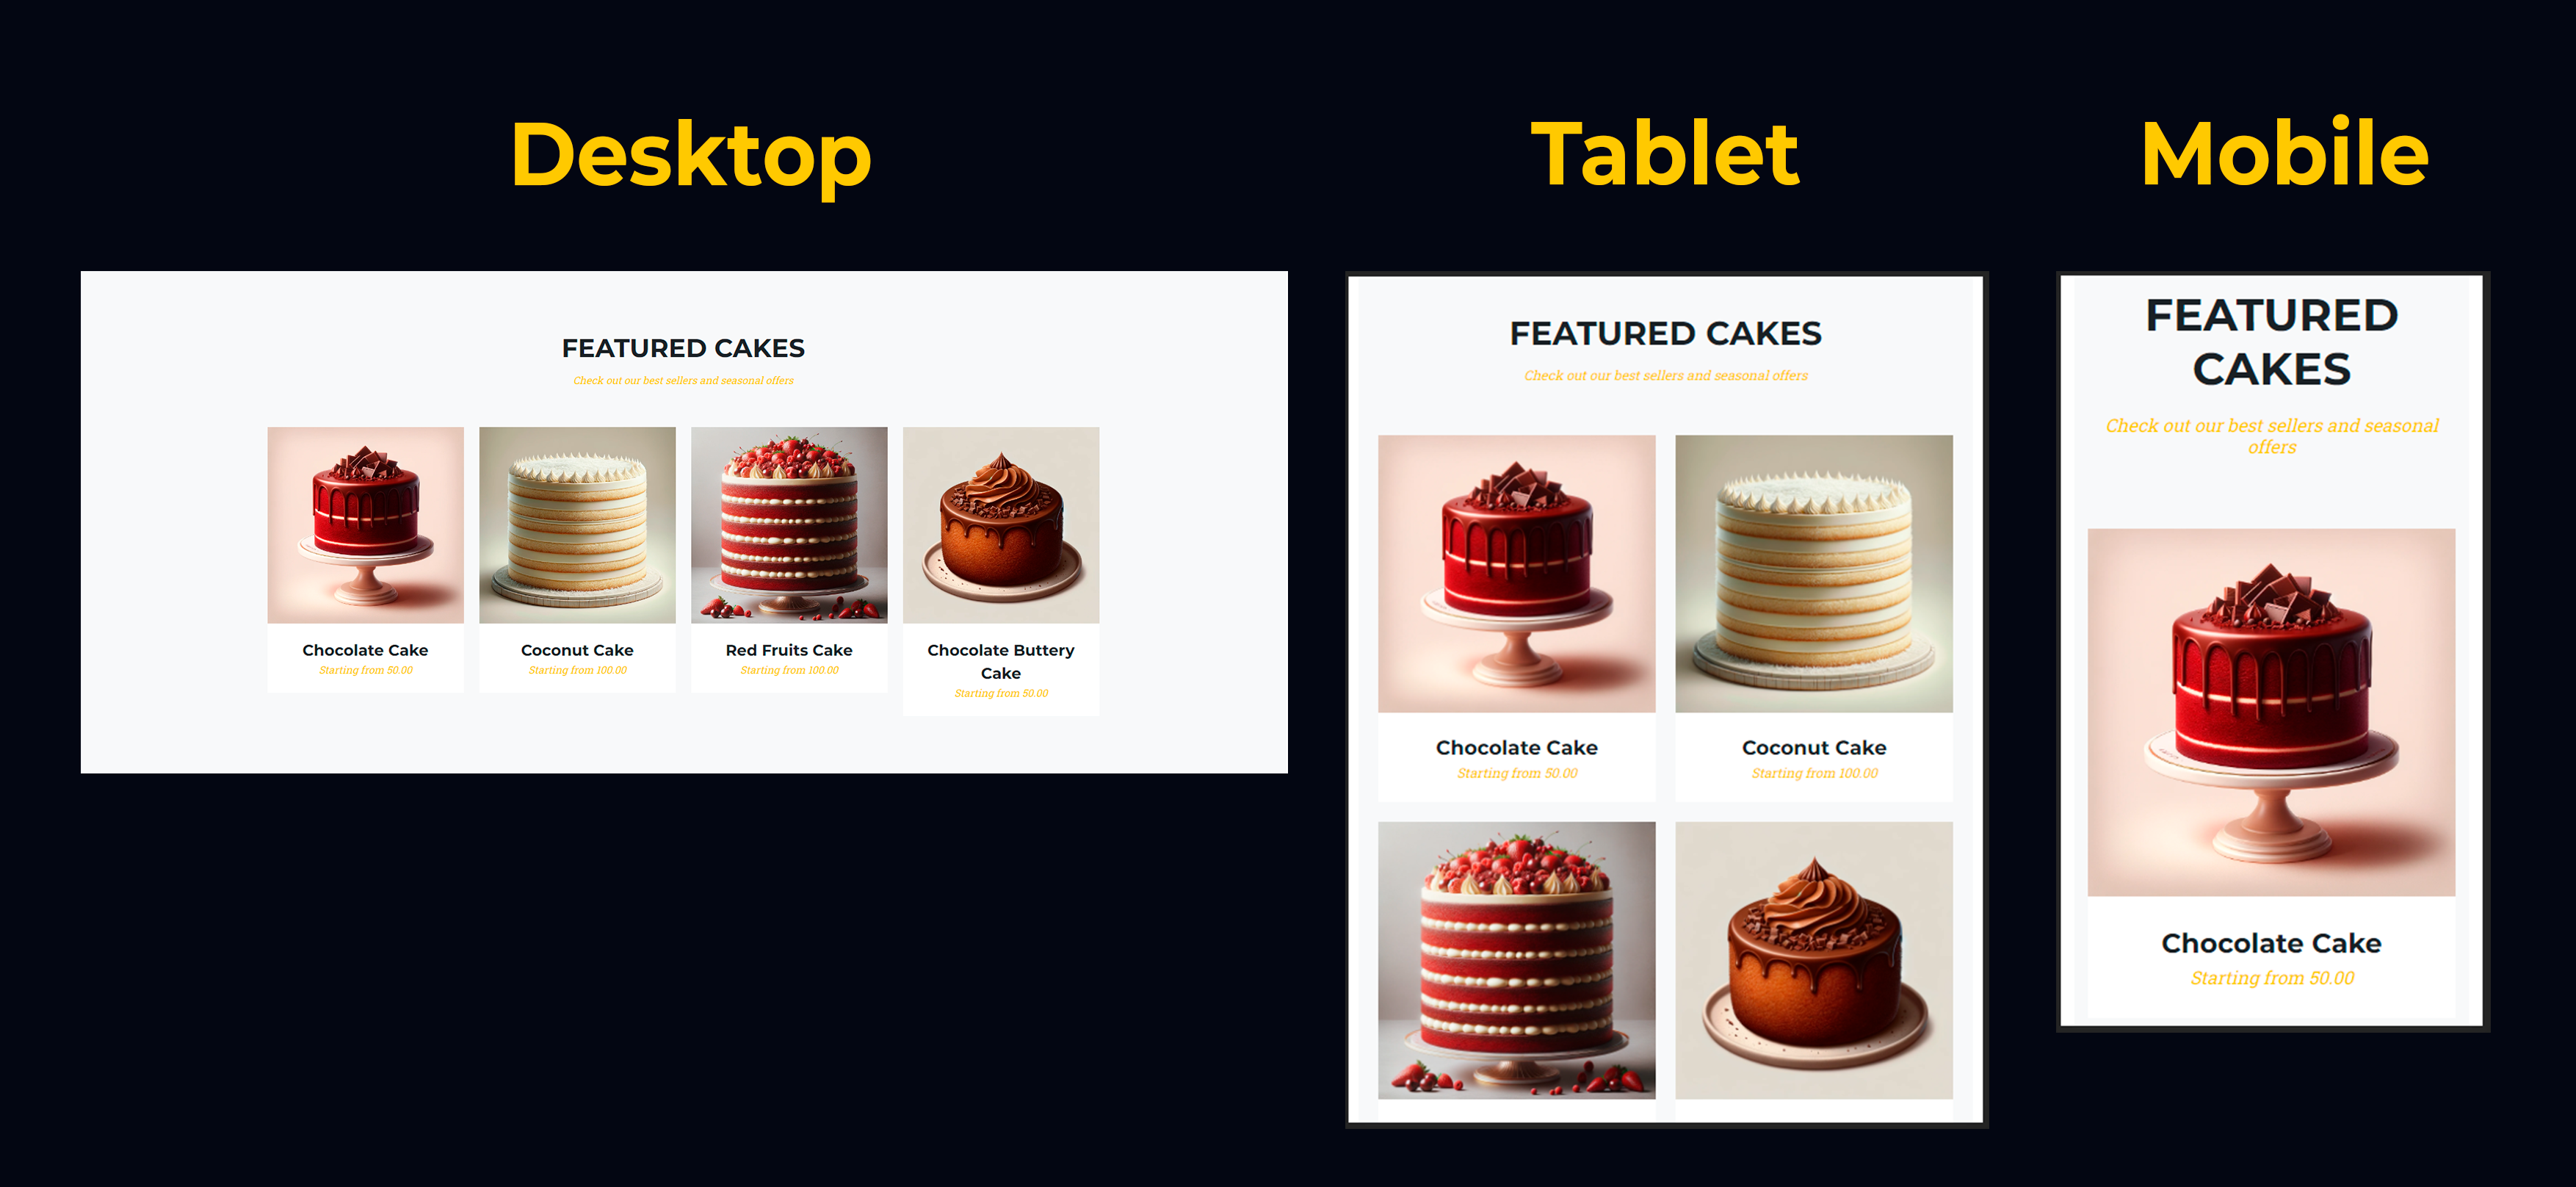 Desktop
Tablet
Mobile
FEATURED CAKES
Check out our best sellers and seasonal offers
Chocolate Cake
Starting from 50.00
Coconut Cake
Starting from 100.00
Red Fruits Cake
Starting from 100.00
Chocolate Buttery
Cake
Starting from 50.00
FEATURED CAKES
Check out our best sellers and seasonal offers
Chocolate Cake
Starting from 50.00
Coconut Cake
Starting from 100.00
FEATURED
CAKES
Check out our best sellers and seasonal
offers
Chocolate Cake
Starting from 50.00